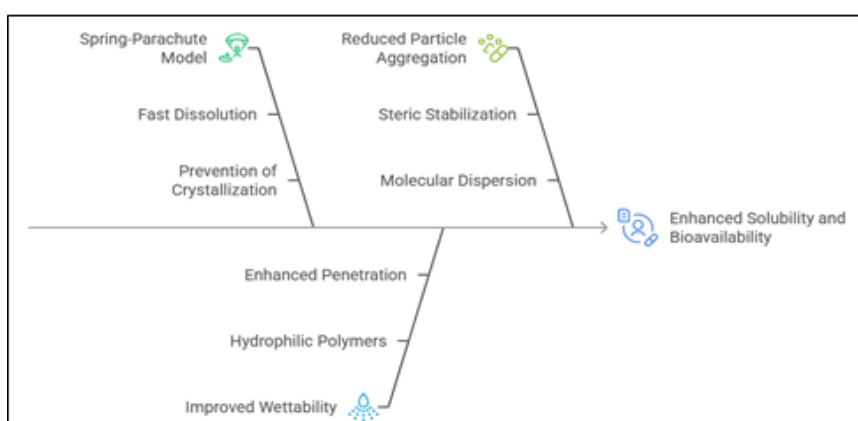 Spring-Parachute
Model
Fast Dissolution
Prevention of
Crystallization
Reduced Particle
Aggregation
Steric Stabilization
Molecular Dispersion
Enhanced Solubility and
Bioavailability
Enhanced Penetration
Hydrophilic Polymers
Improved Wettability